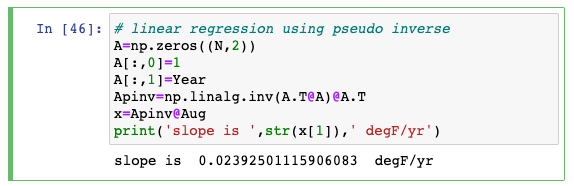 In [46]: # linear regression using pseudo inverse
A=np.zeros((N,2))
A[:,0]=1
A[:,1]=Year
Apinv=np.linalg.inv(A.T@A)@A.T
x=Apinv@Aug
print('slope is ',str(x[1]),' degF/yr')
slope is  0.02392501115906083  degF/yr